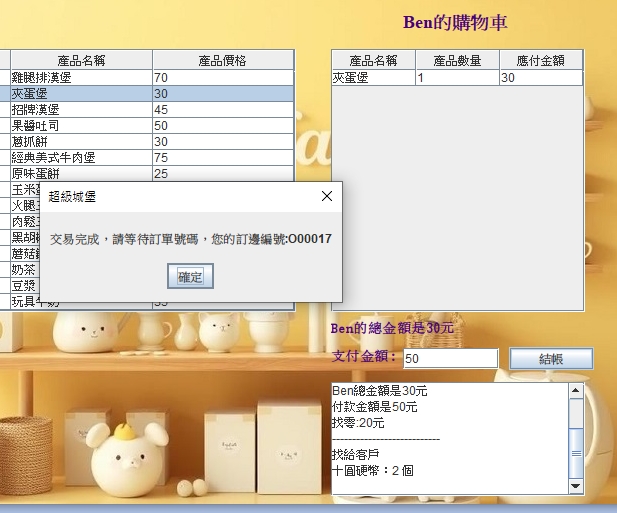 Ben的購物車
產品名稱 產品價格
雞腿排漢堡 70
夾蛋堡 30
招牌漢堡 45
果醬吐司 50
蔥抓餅 30
經典美式牛肉堡 75
原味蛋餅 25
玉米
火腿
肉鬆
黑胡
蘑菇
奶茶
豆漿
玩具牛奶
產品名稱 產品數量 應付金額
夾蛋堡 1 30
超級城堡
交易完成，請等待訂單號碼，您的訂邊編號:O00017
確定
Ben的總金額是30元
支付金額： 50 結帳
Ben總金額是30元
付款金額是50元
找零:20元
---------------------------
找給客戶
十圓硬幣：2個